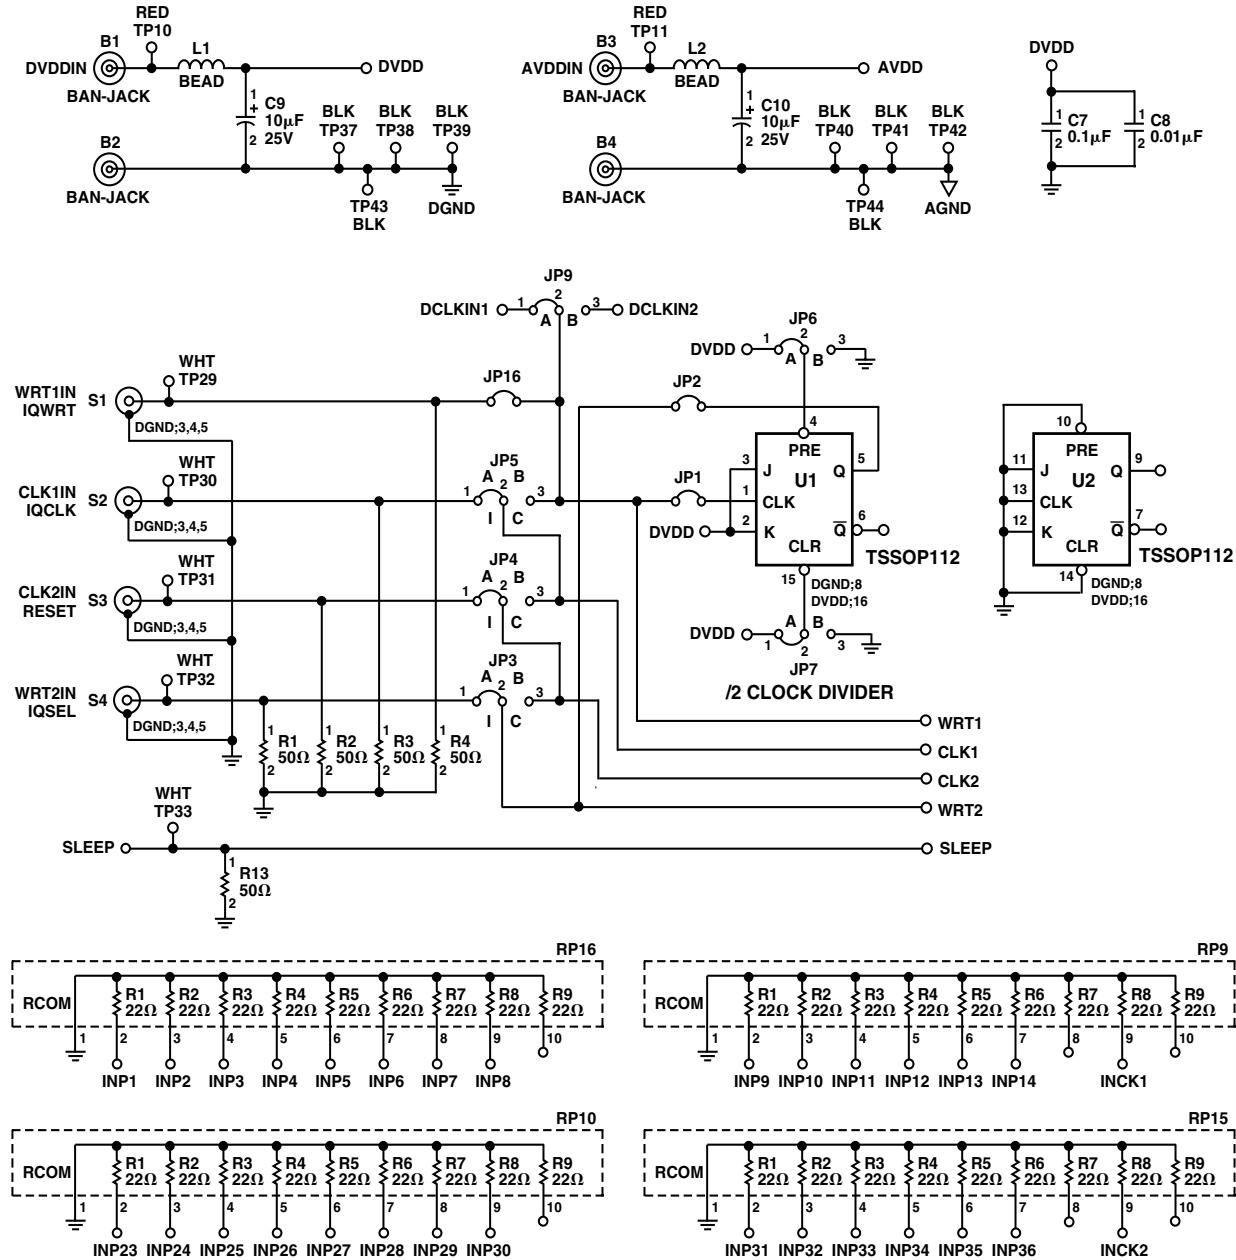 RED
TP10
B1
L1
DVDDIN
DVDD
BAN-JACK
BEAD
1
+
C9
10μF
25V
2
BLK
TP37
BLK
TP38
BLK
TP39
B2
BAN-JACK
TP43
BLK
DGND
RED
TP11
B3
L2
AVDDIN
AVDD
BAN-JACK
BEAD
1
+
C10
10μF
25V
2
BLK
TP40
BLK
TP41
BLK
TP42
B4
BAN-JACK
TP44
BLK
AGND
DVDD
1
C7
0.1μF
2
1
C8
0.01μF
2
JP9
DCLKIN1
1
2
3
DCLKIN2
A
B
JP6
DVDD
1
2
3
A
B
WHT
TP29
WRT1IN
IQWRT
S1
DGND;3,4,5
JP16
JP2
WHT
TP30
CLK1IN
IQCLK
S2
DGND;3,4,5
JP5
A
B
1
2
3
I
C
JP1
DVDD
4
PRE
3
J
U1
Q
5
1
CLK
2
K
Q
6
CLR
TSSOP112
15
DGND;8
DVDD;16
DVDD
A
B
1
2
3
JP7
/2 CLOCK DIVIDER
10
PRE
11
J
U2
Q
9
13
CLK
12
K
Q
7
CLR
TSSOP112
14
DGND;8
DVDD;16
WHT
TP31
CLK2IN
RESET
S3
DGND;3,4,5
JP4
A
B
1
2
3
I
C
WHT
TP32
WRT2IN
IQSEL
S4
DGND;3,4,5
JP3
A
B
1
2
3
I
C
1
R1
50Ω
2
1
R2
50Ω
2
1
R3
50Ω
2
1
R4
50Ω
2
WRT1
CLK1
CLK2
WRT2
WHT
TP33
SLEEP
SLEEP
1
R13
50Ω
2
RP16
RCOM
R1 R2 R3 R4 R5 R6 R7 R8 R9
22Ω 22Ω 22Ω 22Ω 22Ω 22Ω 22Ω 22Ω 22Ω
1 2 3 4 5 6 7 8 9 10
INP1 INP2 INP3 INP4 INP5 INP6 INP7 INP8
RP9
RCOM
R1 R2 R3 R4 R5 R6 R7 R8 R9
22Ω 22Ω 22Ω 22Ω 22Ω 22Ω 22Ω 22Ω 22Ω
1 2 3 4 5 6 7 8 9 10
INP9 INP10 INP11 INP12 INP13 INP14 INCK1
RP10
RCOM
R1 R2 R3 R4 R5 R6 R7 R8 R9
22Ω 22Ω 22Ω 22Ω 22Ω 22Ω 22Ω 22Ω 22Ω
1 2 3 4 5 6 7 8 9 10
INP23 INP24 INP25 INP26 INP27 INP28 INP29 INP30
RP15
RCOM
R1 R2 R3 R4 R5 R6 R7 R8 R9
22Ω 22Ω 22Ω 22Ω 22Ω 22Ω 22Ω 22Ω 22Ω
1 2 3 4 5 6 7 8 9 10
INP31 INP32 INP33 INP34 INP35 INP36 INCK2